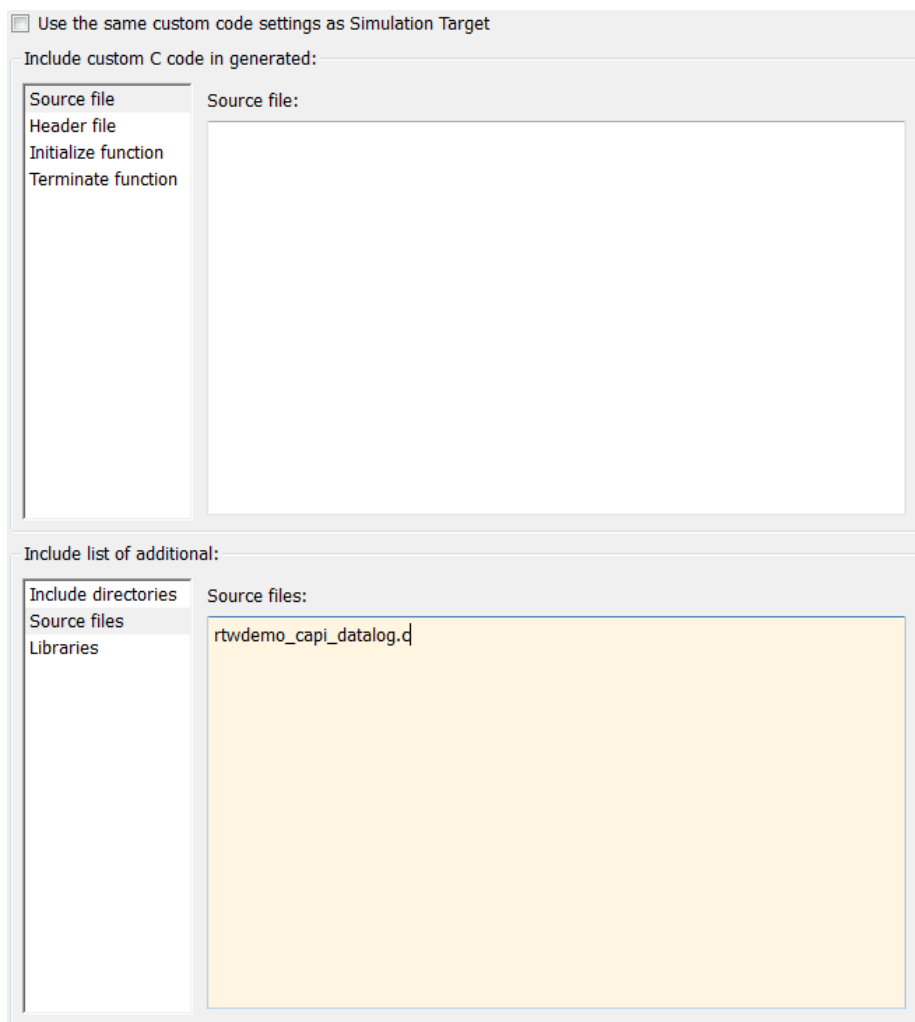 Use the same custom code settings as Simulation Target
Include custom C code in generated:
Source file
Header file
Initialize function
Terminate function
Source file:
Include list of additional:
Include directories
Source files
Libraries
Source files:
rtwdemo_capi_datalog.c